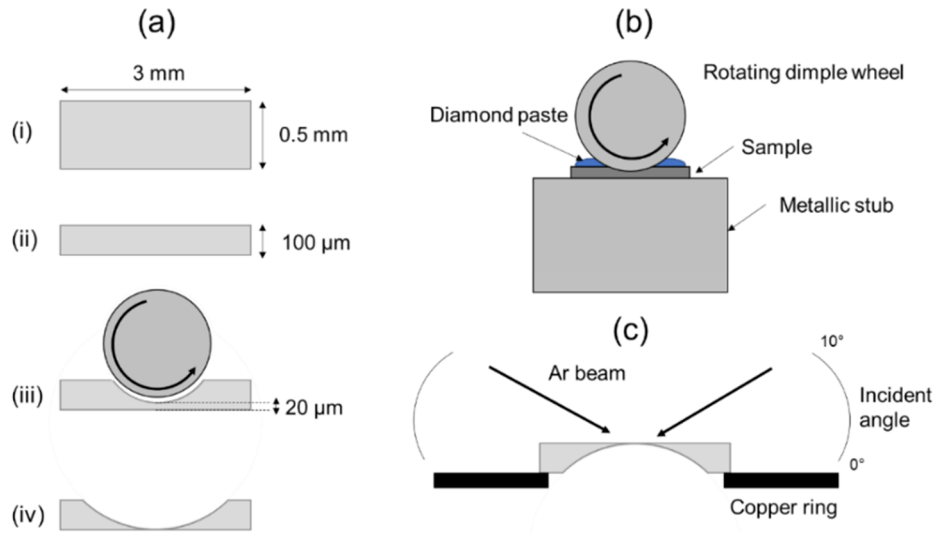 (a)
3 mm
(i)
0.5 mm
(ii)
100 µm
(iii)
20 µm
(iv)
(b)
Rotating dimple wheel
Diamond paste
Sample
Metallic stub
(c)
10°
Ar beam
Incident
angle
0°
Copper ring